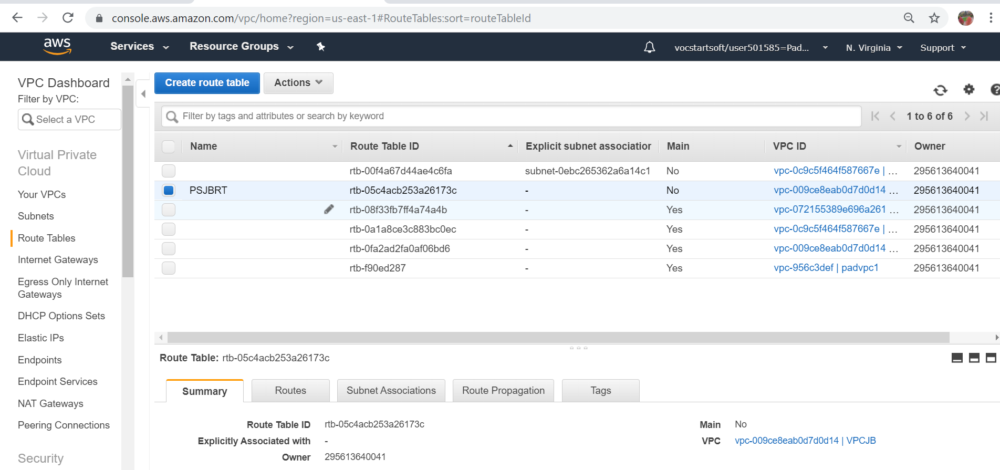 console.aws.amazon.com/vpc/home?region=us-east-1#RouteTables:sort=routeTableId
aws
Services
Resource Groups
vocstartsoft/user501585=Pad...
N. Virginia
Support
VPC Dashboard
Filter by VPC:
Select a VPC
Virtual Private
Cloud
Your VPCs
Subnets
Route Tables
Internet Gateways
Egress Only Internet
Gateways
DHCP Options Sets
Elastic IPs
Endpoints
Endpoint Services
NAT Gateways
Peering Connections
Security
Create route table
Actions
Filter by tags and attributes or search by keyword
1 to 6 of 6
Name Route Table ID Explicit subnet association Main VPC ID Owner
rtb-00f4a67d44ae4c6fa subnet-0ebc265362a6a14c1 No vpc-0c9c5f464f587667e | ... 295613640041
PSJBRT rtb-05c4acb253a26173c - No vpc-009ce8eab0d7d0d14 ... 295613640041
rtb-08f33fb7ff4a74a4b - Yes vpc-072155389e696a261 ... 295613640041
rtb-0a1a8ce3c883bc0ec - Yes vpc-0c9c5f464f587667e | ... 295613640041
rtb-0fa2ad2fa0af06bd6 - Yes vpc-009ce8eab0d7d0d14 ... 295613640041
rtb-f90ed287 - Yes vpc-956c3def | padvpc1 295613640041
Route Table: rtb-05c4acb253a26173c
Summary
Routes
Subnet Associations
Route Propagation
Tags
Route Table ID rtb-05c4acb253a26173c
Explicitly Associated with -
Owner 295613640041
Main No
VPC vpc-009ce8eab0d7d0d14 | VPCJB